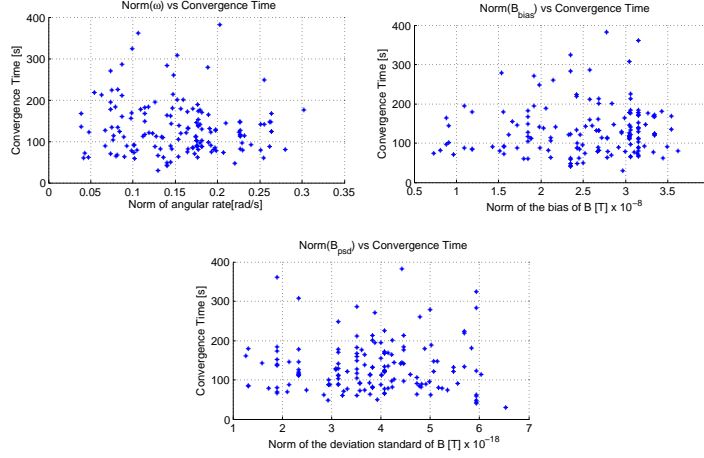 Norm(ω) vs Convergence Time
Convergence Time [s]
400
300
200
100
0
0 0.05 0.1 0.15 0.2 0.25 0.3 0.35
Norm of angular rate[rad/s]
Norm(B_bias) vs Convergence Time
Convergence Time [s]
400
300
200
100
0
0.5 1 1.5 2 2.5 3 3.5 4
Norm of the bias of B [T] x 10^-8
Norm(B_psd) vs Convergence Time
Convergence Time [s]
400
300
200
100
0
1 2 3 4 5 6 7
Norm of the deviation standard of B [T] x 10^-18